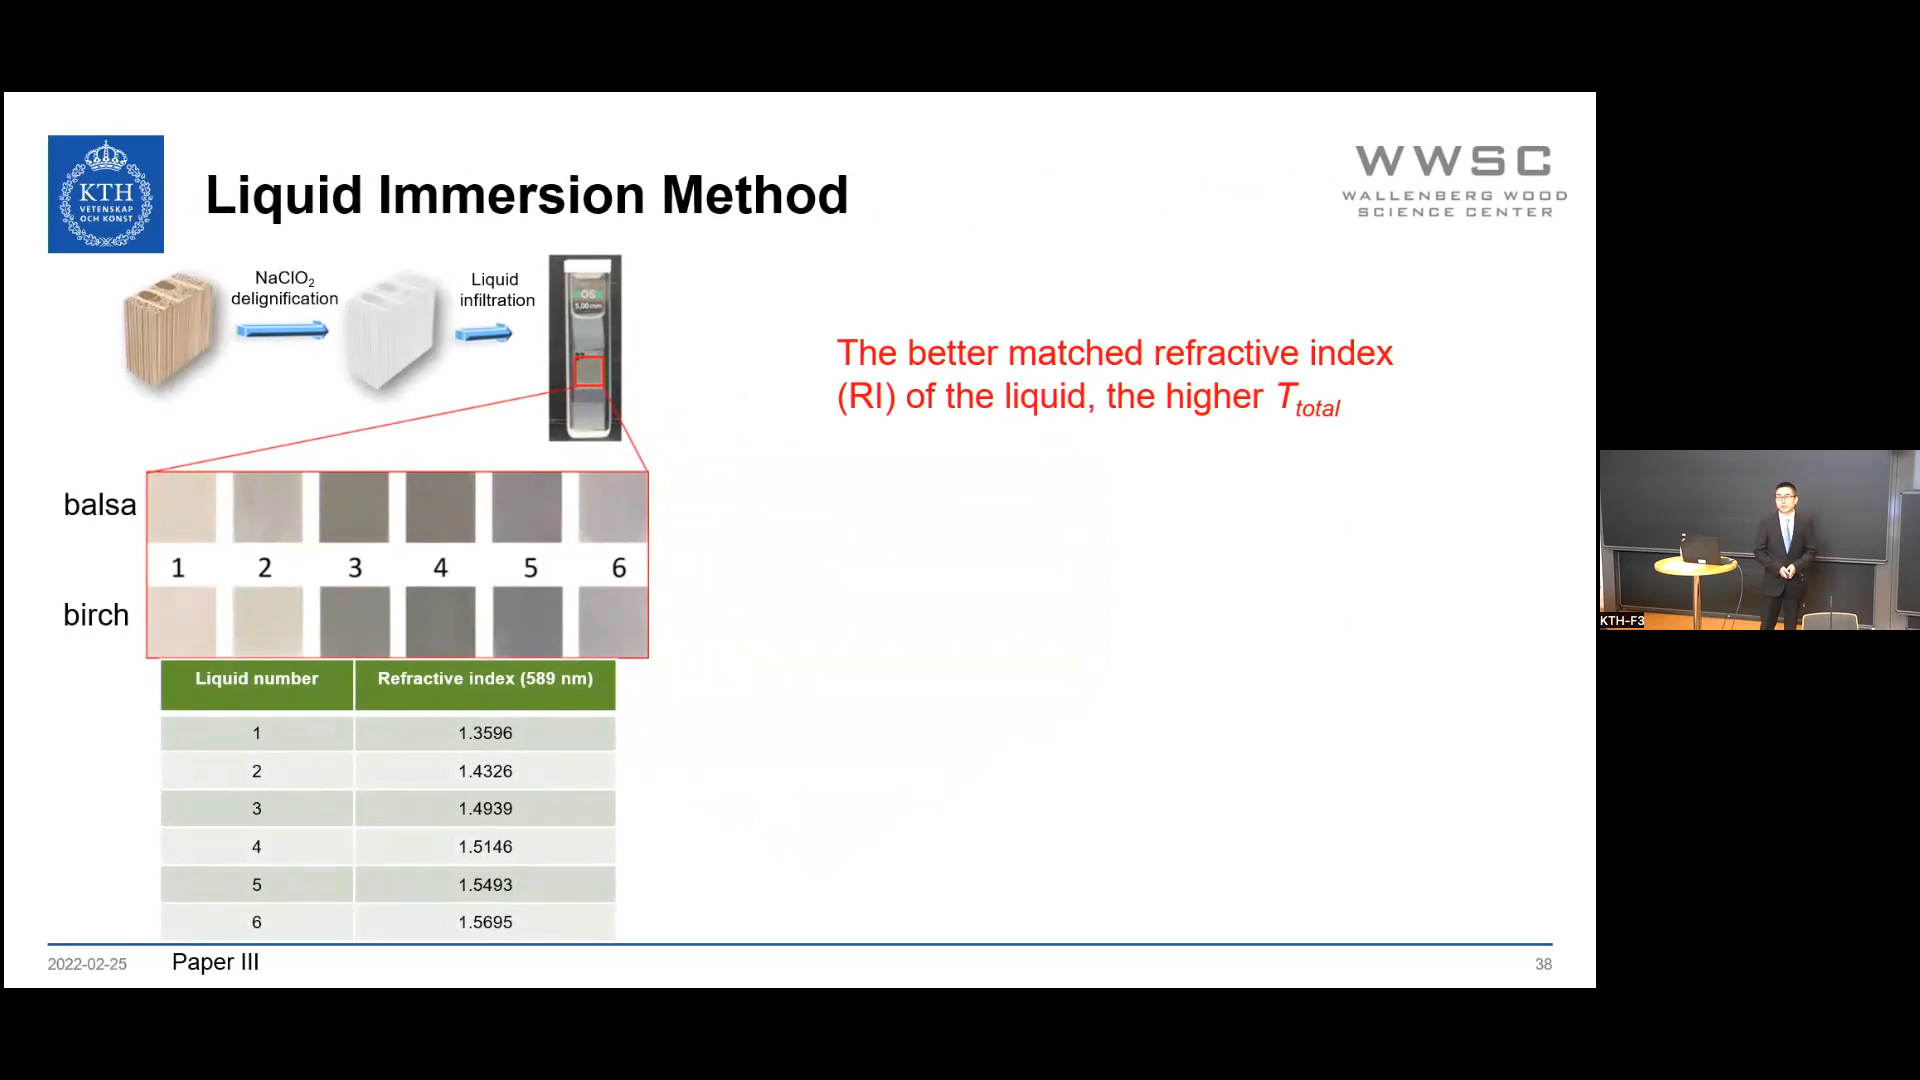 KTH
VETENSKAP
OCH KONST
Liquid Immersion Method
WWSC
WALLENBERG WOOD
SCIENCE CENTER
NaClO₂
delignification
Liquid
infiltration
5,00mm
The better matched refractive index
(RI) of the liquid, the higher Ttotal
balsa
1 2 3 4 5 6
birch
Liquid number Refractive index (589 nm)
1 1.3596
2 1.4326
3 1.4939
4 1.5146
5 1.5493
6 1.5695
2022-02-25 Paper III 38
KTH-F3